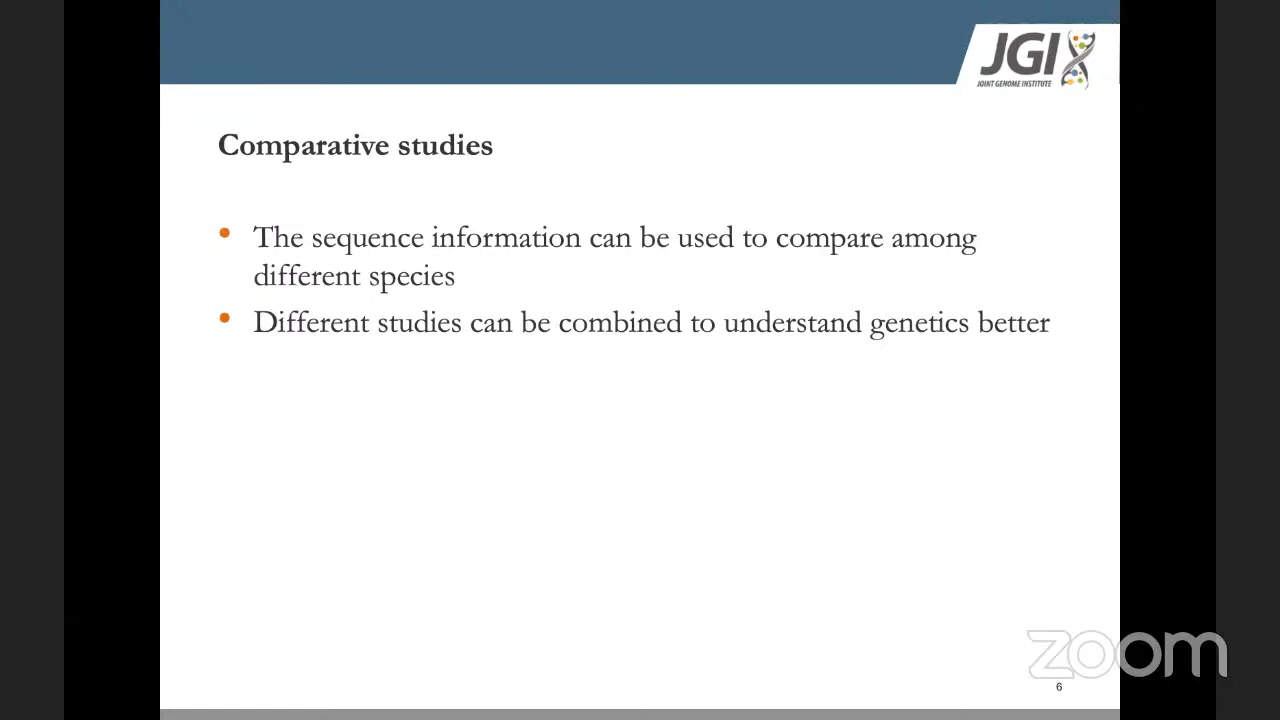 JGI
JOINT GENOME INSTITUTE
Comparative studies
• The sequence information can be used to compare among
different species
• Different studies can be combined to understand genetics better
zoom
6